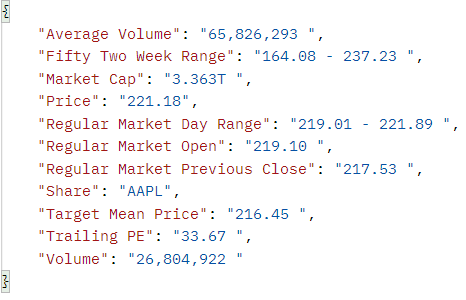 {
"Average Volume": "65,826,293 ",
"Fifty Two Week Range": "164.08 - 237.23 ",
"Market Cap": "3.363T ",
"Price": "221.18",
"Regular Market Day Range": "219.01 - 221.89 ",
"Regular Market Open": "219.10 ",
"Regular Market Previous Close": "217.53 ",
"Share": "AAPL",
"Target Mean Price": "216.45 ",
"Trailing PE": "33.67 ",
"Volume": "26,804,922 "
}